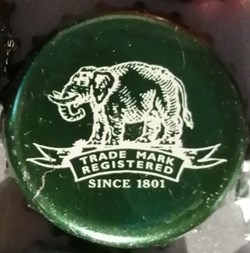 TRADE MARK
REGISTERED
SINCE 1801